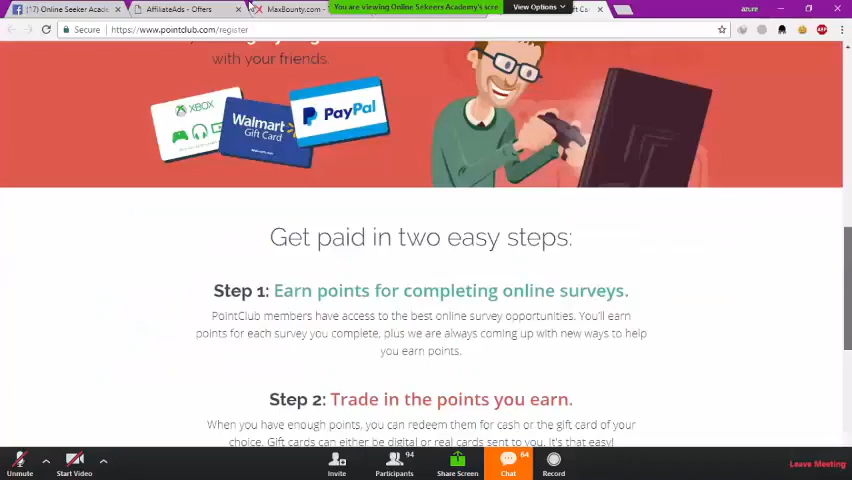 (17) Online Seeker Acad
AffiliateAds - Offers
MaxBounty.com -
You are viewing Online Sekeers Academy's scre
View Options
ft Ca
azure
Secure
https://www.pointclub.com/register
with your friends.
XBOX
Walmart
Gift Card
PayPal
Get paid in two easy steps:
Step 1: Earn points for completing online surveys.
PointClub members have access to the best online survey opportunities. You'll earn
points for each survey you complete, plus we are always coming up with new ways to help
you earn points.
Step 2: Trade in the points you earn.
When you have enough points, you can redeem them for cash or the gift card of your
choice. Gift cards can either be digital or real cards sent to you. It's that easy!
Unmute
Start Video
Invite
94
Participants
Share Screen
64
Chat
Record
Leave Meeting